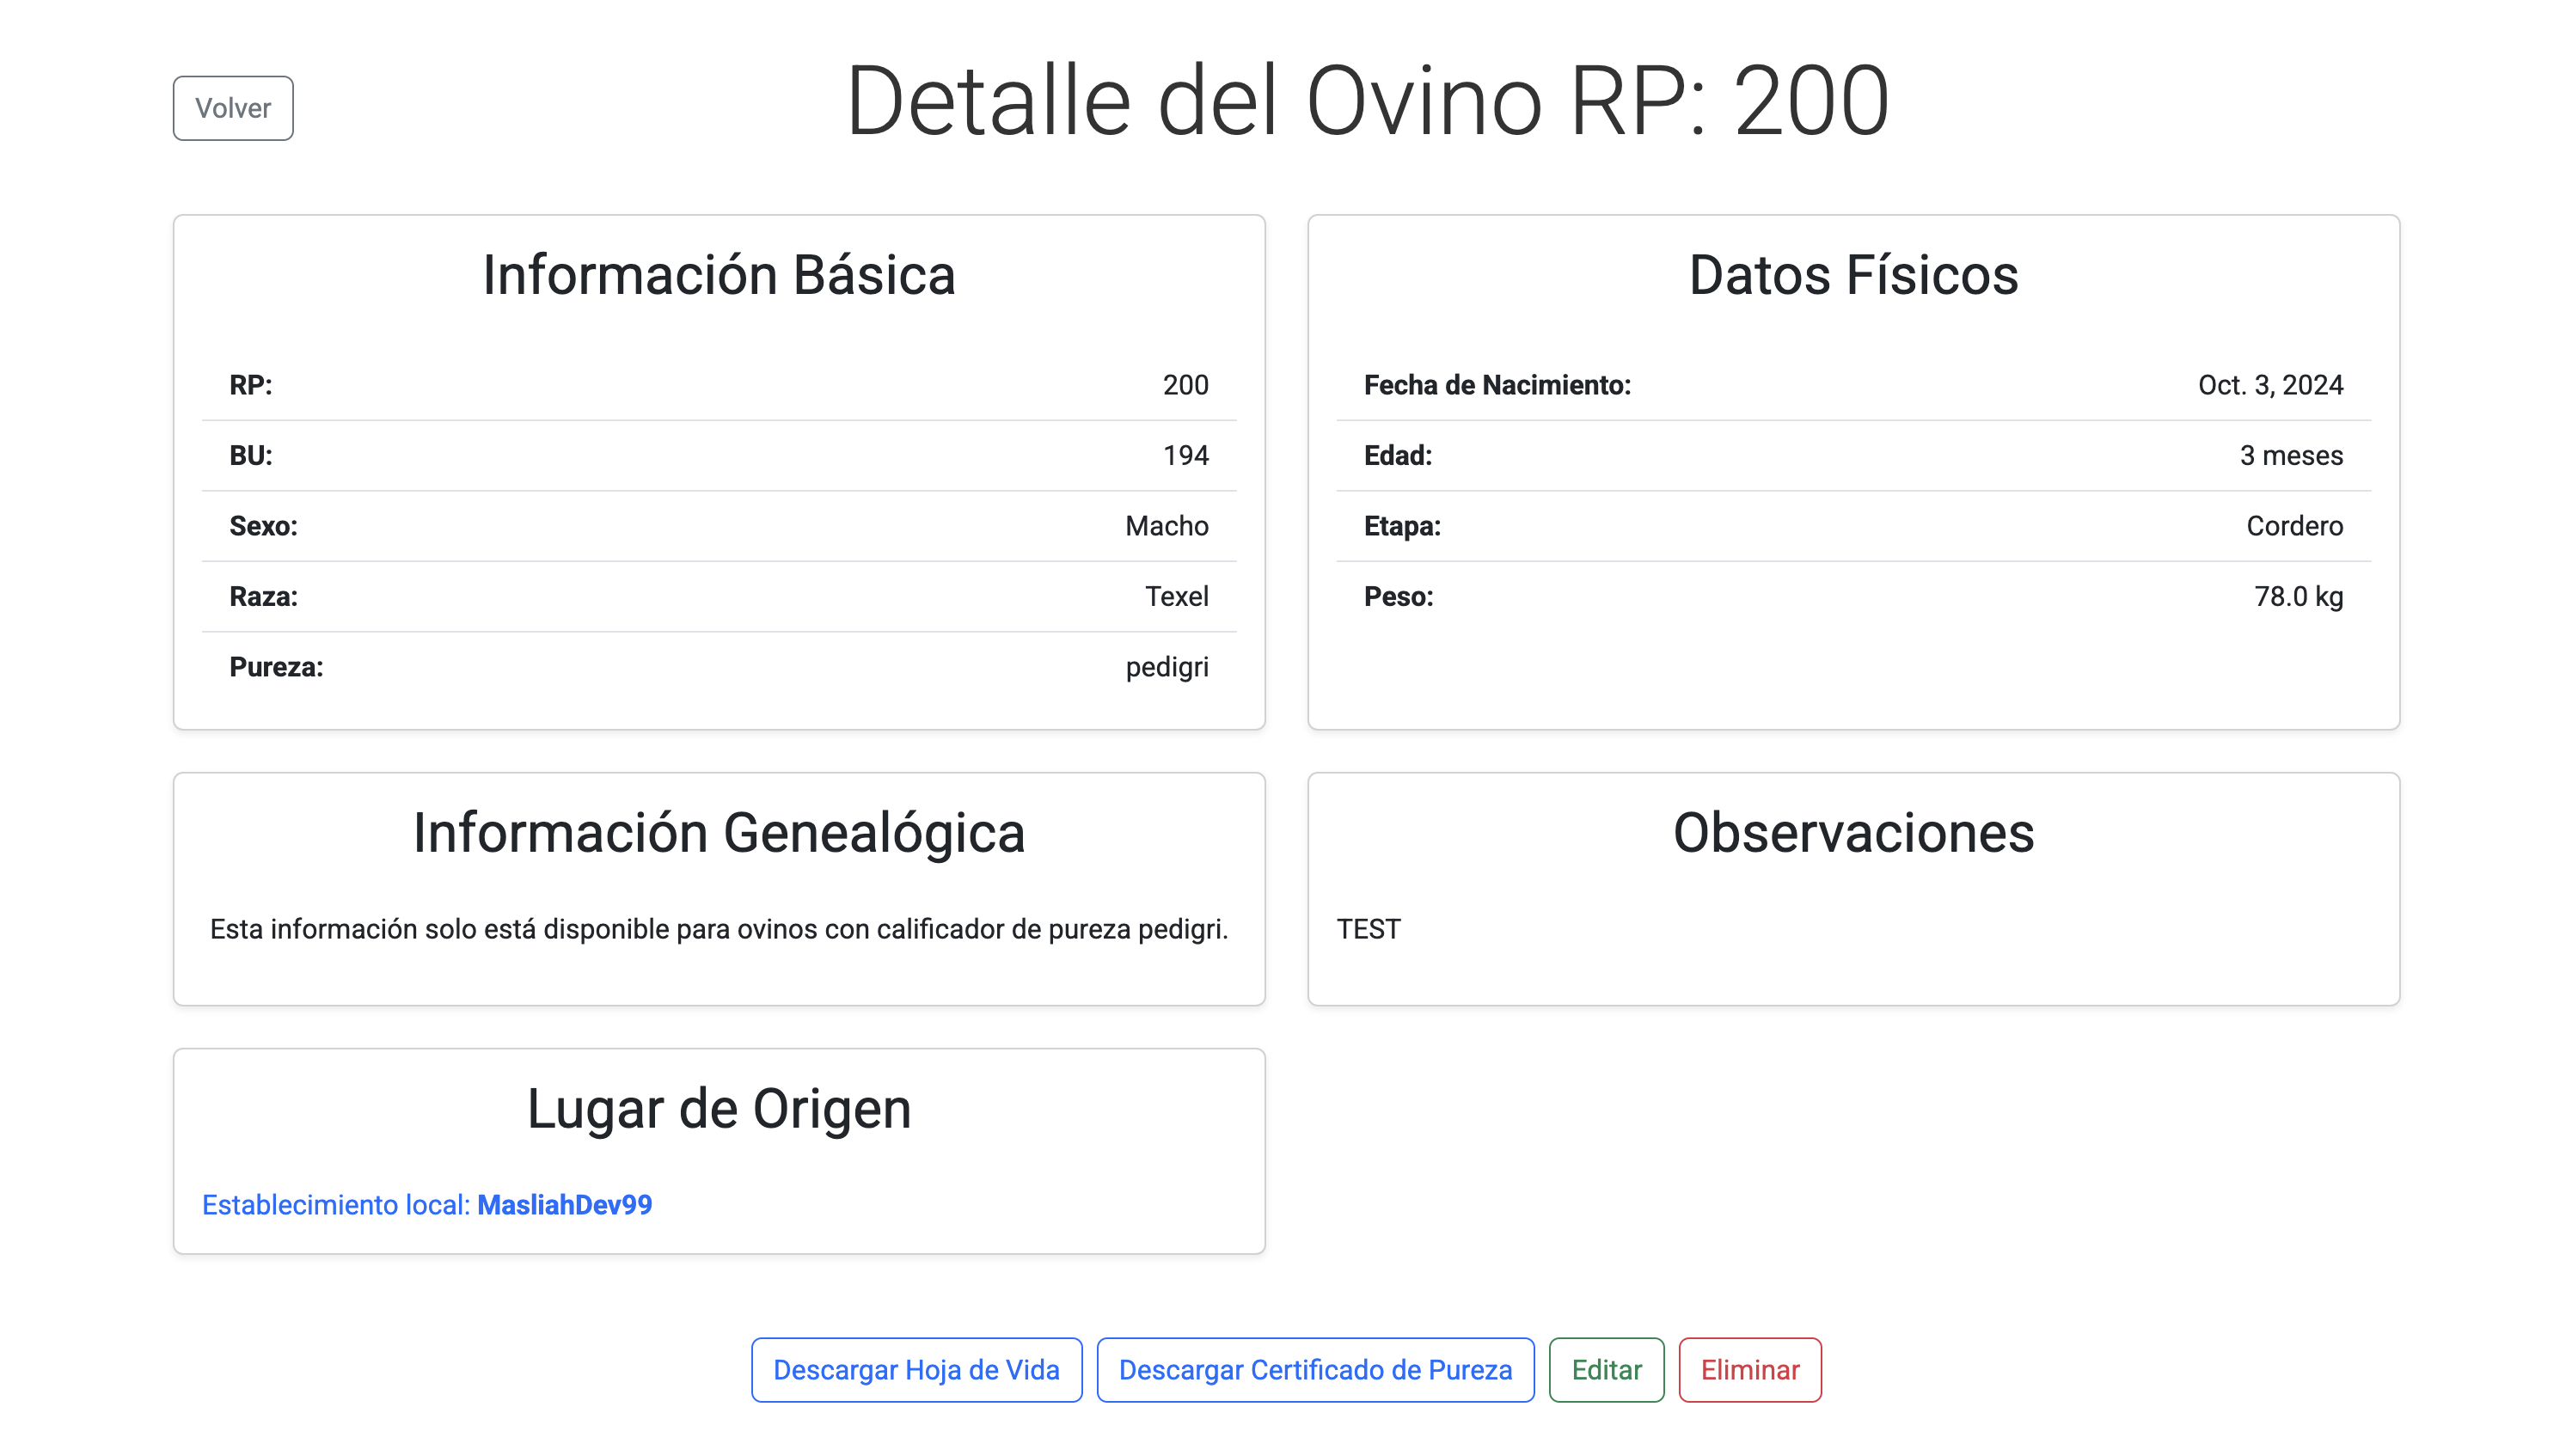 Volver
Detalle del Ovino RP: 200
Información Básica
RP: 200
BU: 194
Sexo: Macho
Raza: Texel
Pureza: pedigri
Datos Físicos
Fecha de Nacimiento: Oct. 3, 2024
Edad: 3 meses
Etapa: Cordero
Peso: 78.0 kg
Información Genealógica
Esta información solo está disponible para ovinos con calificador de pureza pedigri.
Observaciones
TEST
Lugar de Origen
Establecimiento local: MasliahDev99
Descargar Hoja de Vida
Descargar Certificado de Pureza
Editar
Eliminar